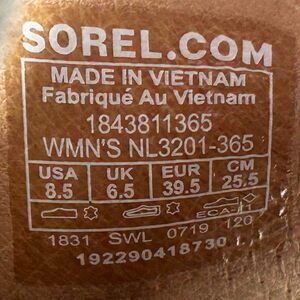 SOREL.COM
MADE IN VIETNAM
Fabriqué Au Vietnam
1843811365
WMN'S NL3201-365
USA UK EUR CM
8.5 6.5 39.5 25.5
1831 SWL 0719 120
192290418730